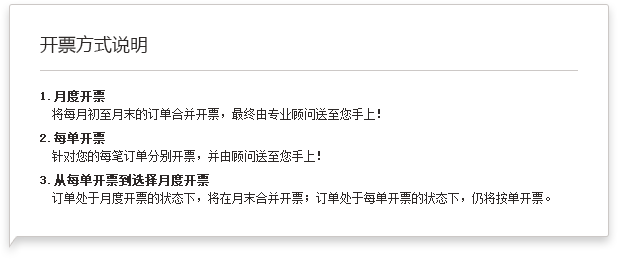 开票方式说明
1. 月度开票
将每月初至月末的订单合并开票，最终由专业顾问送至您手上！
2. 每单开票
针对您的每笔订单分别开票，并由顾问送至您手上！
3. 从每单开票到选择月度开票
订单处于月度开票的状态下，将在月末合并开票；订单处于每单开票的状态下，仍将按单开票。